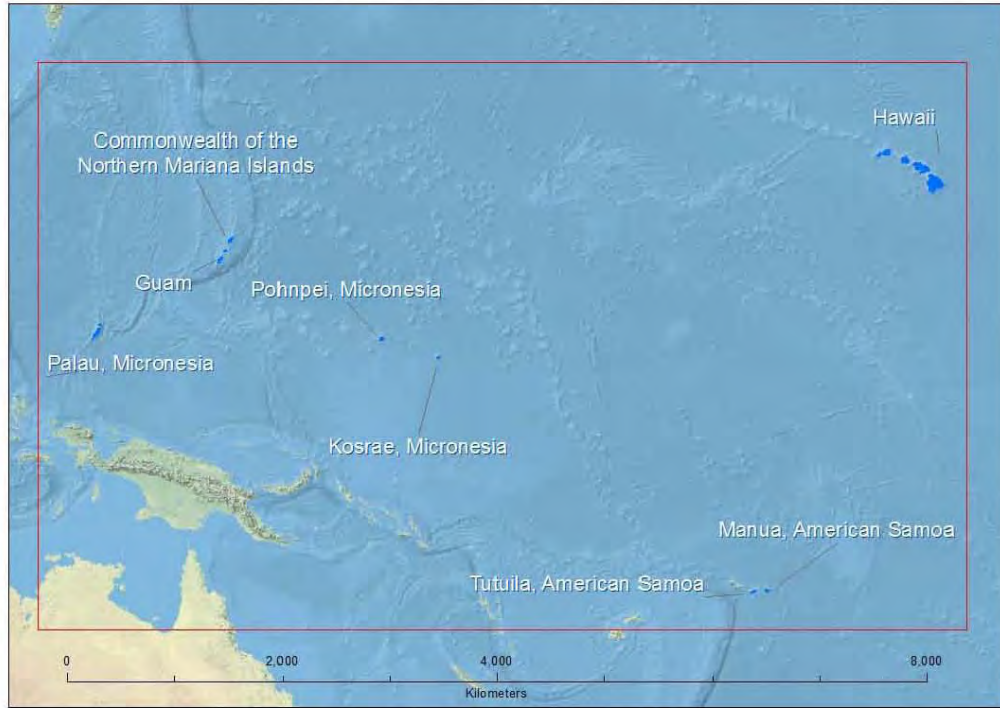 Hawaii
Commonwealth of the
Northern Mariana Islands
Guam
Pohnpei, Micronesia
Palau, Micronesia
Kosrae, Micronesia
Manua, American Samoa
Tutuila, American Samoa
0 2,000 4,000 8,000
Kilometers